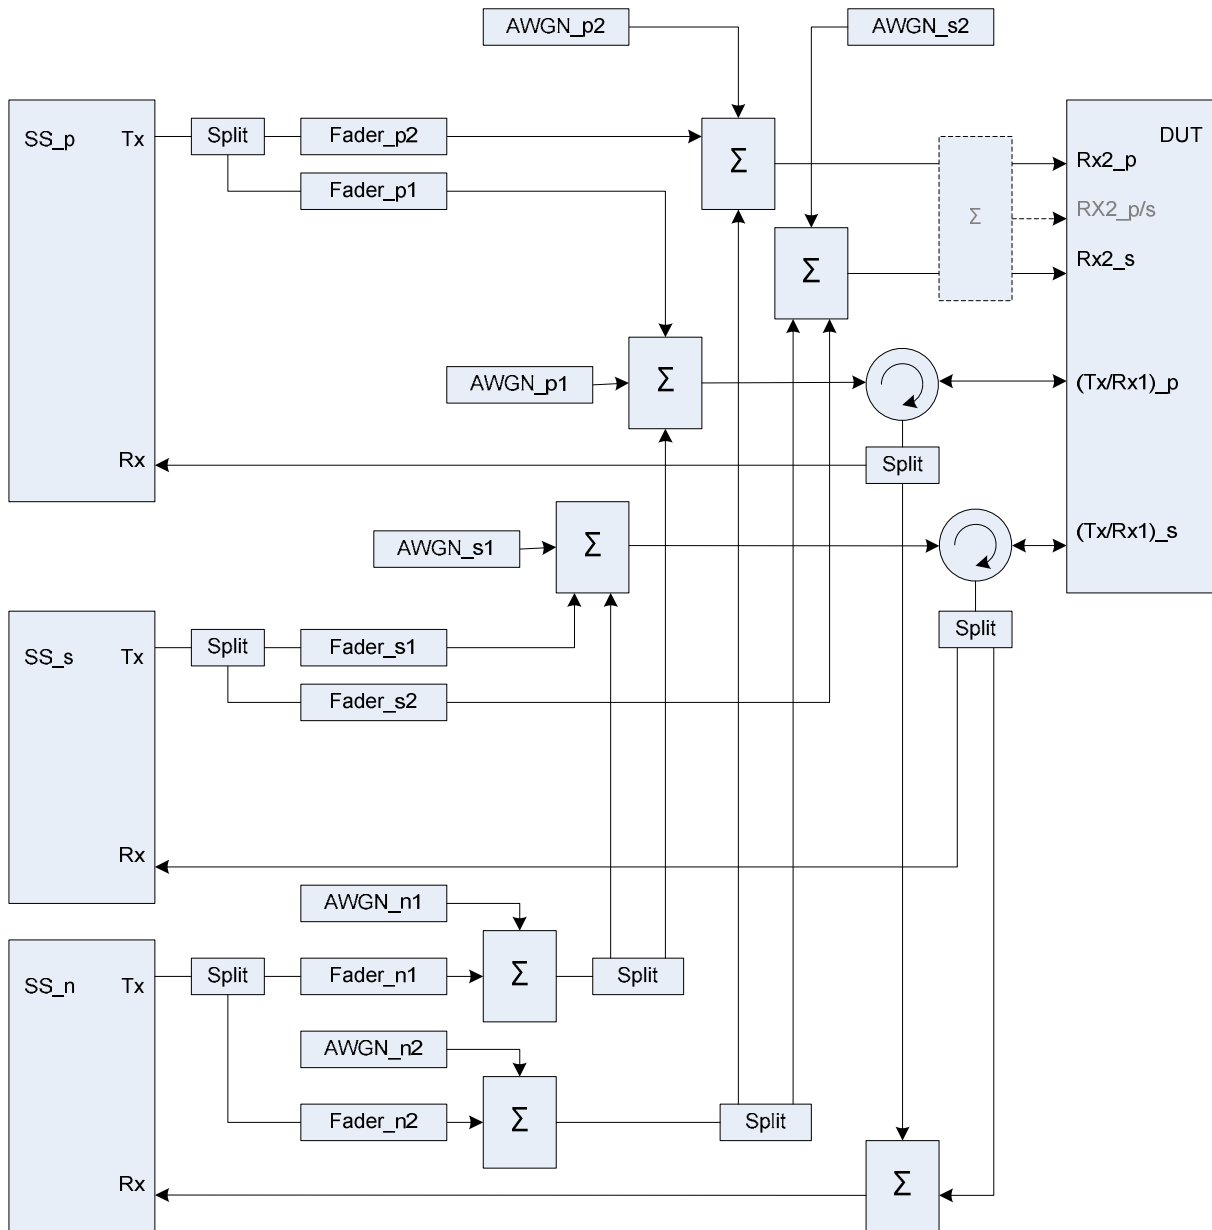 AWGN_p2
AWGN_s2
SS_p
Tx
Split
Fader_p2
Fader_p1
Σ
DUT
Rx2_p
RX2_p/s
Rx2_s
Σ
Σ
AWGN_p1
Σ
(Tx/Rx1)_p
Rx
Split
AWGN_s1
Σ
(Tx/Rx1)_s
SS_s
Tx
Split
Fader_s1
Fader_s2
Split
Rx
AWGN_n1
SS_n
Tx
Split
Fader_n1
Σ
Split
AWGN_n2
Fader_n2
Σ
Split
Rx
Σ